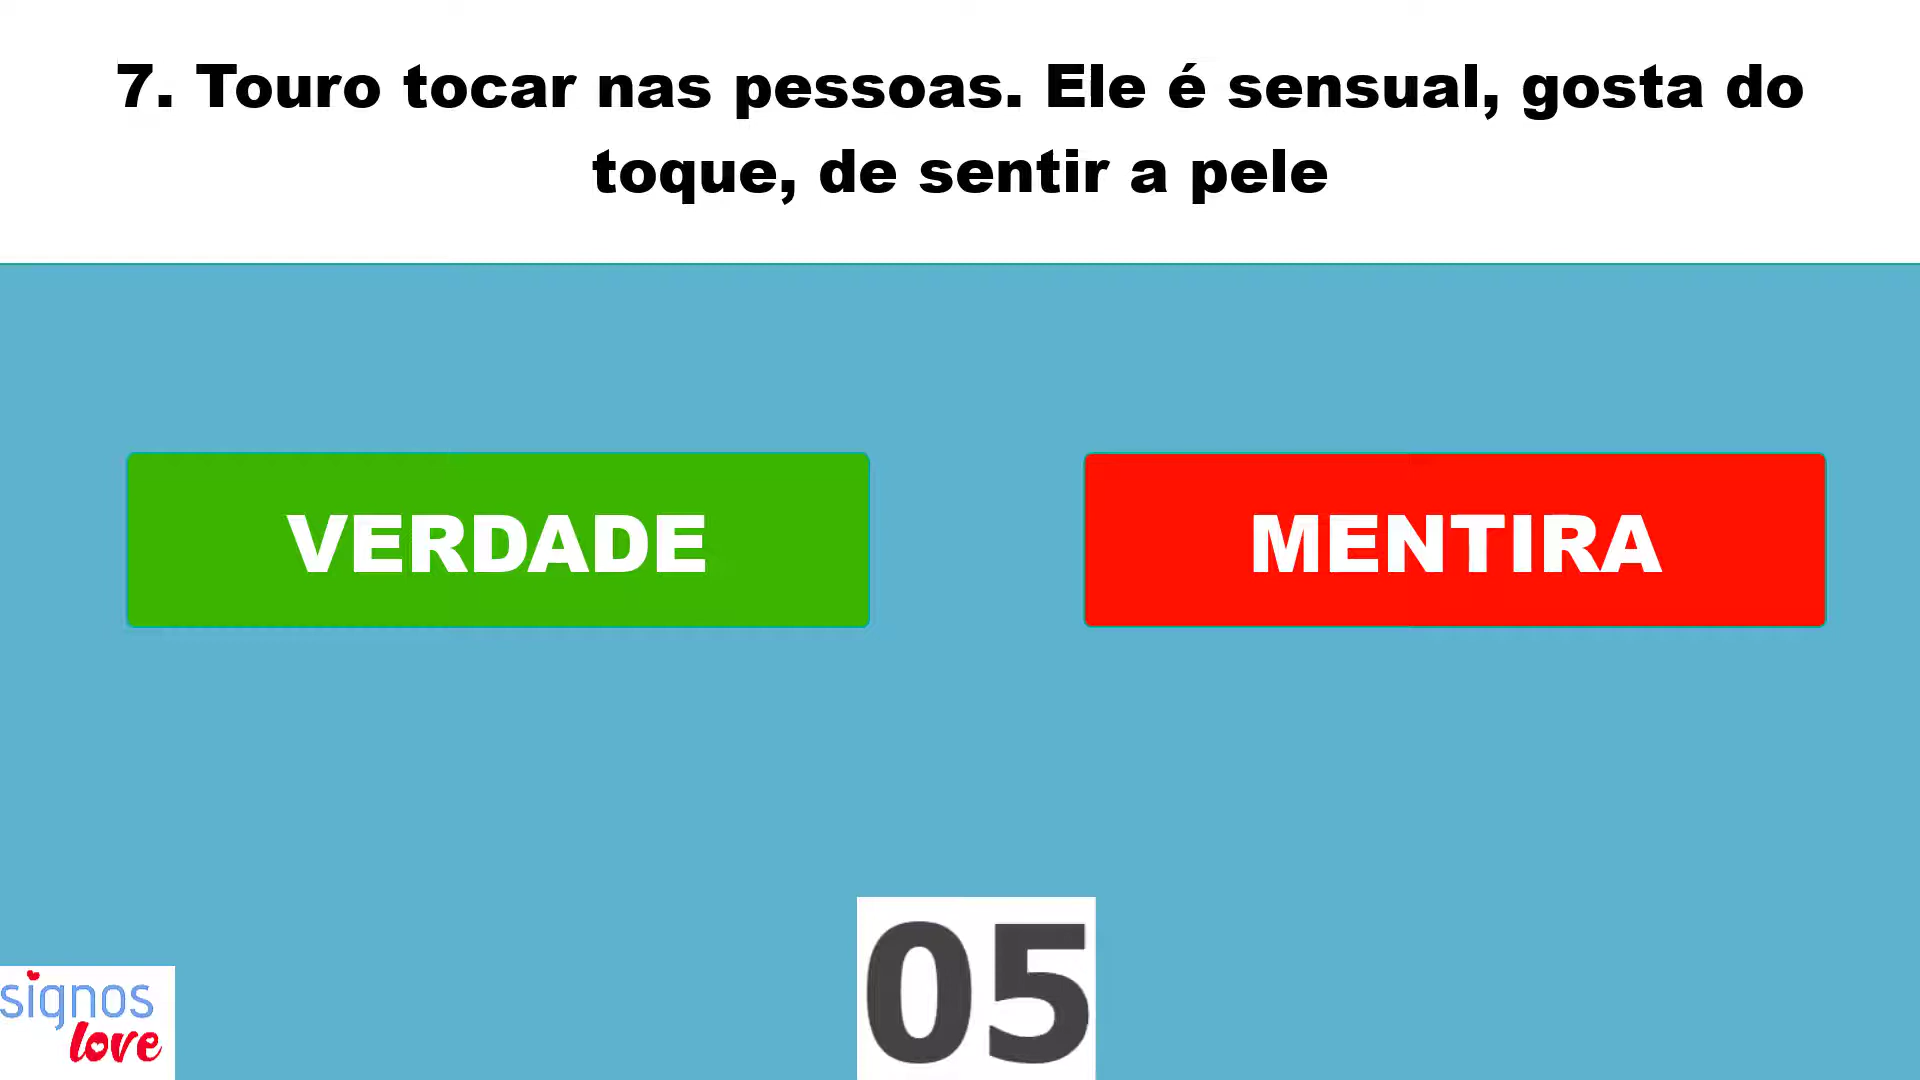 7. Touro tocar nas pessoas. Ele é sensual, gosta do
toque, de sentir a pele
VERDADE
MENTIRA
05
signos
love